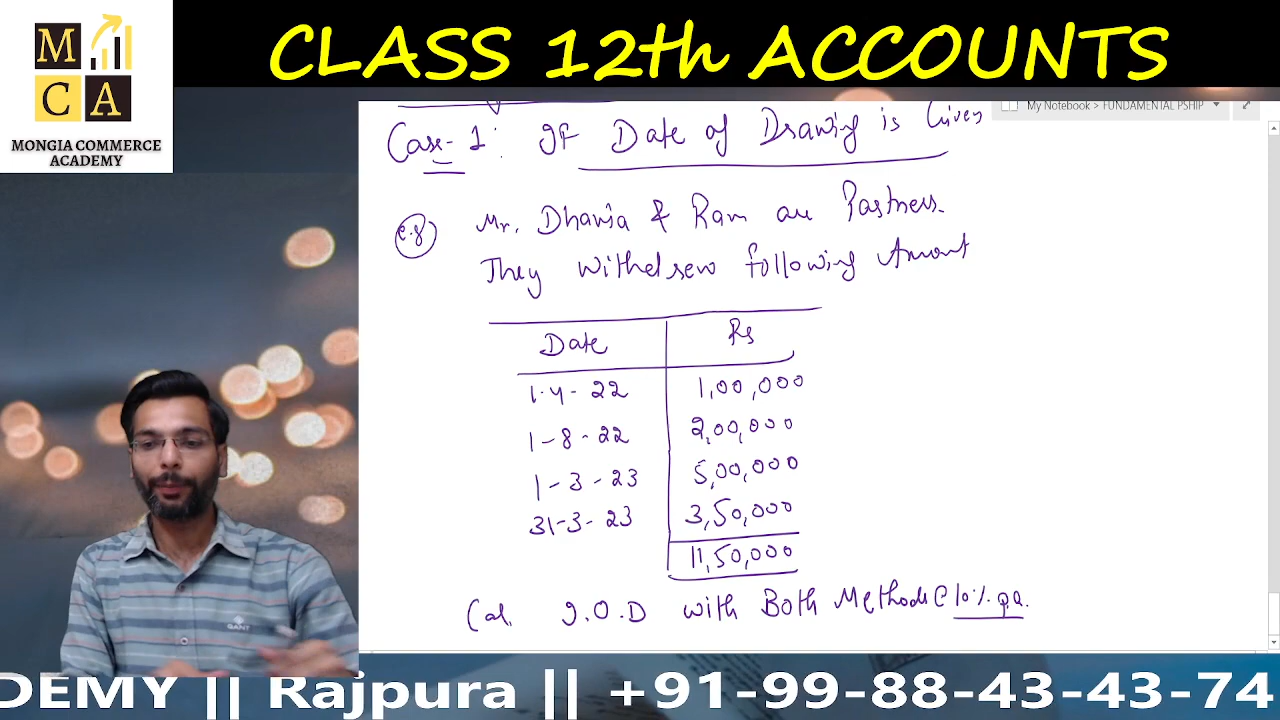 M
C A
MONGIA COMMERCE
ACADEMY
CLASS 12th ACCOUNTS
My Notebook > FUNDAMENTAL PSHIP
Case-1: If Date of Drawing is Given
e.g Mr. Dhawia & Ram are Partners.
They withdrew following Amount
Date Rs
1-4-22 1,00,000
1-8-22 2,00,000
1-3-23 5,00,000
31-3-23 3,50,000
11,50,000
Cal. I.O.D with Both Methods @ 10% p.a.
GANT
DEMY || Rajpura || +91-99-88-43-43-74